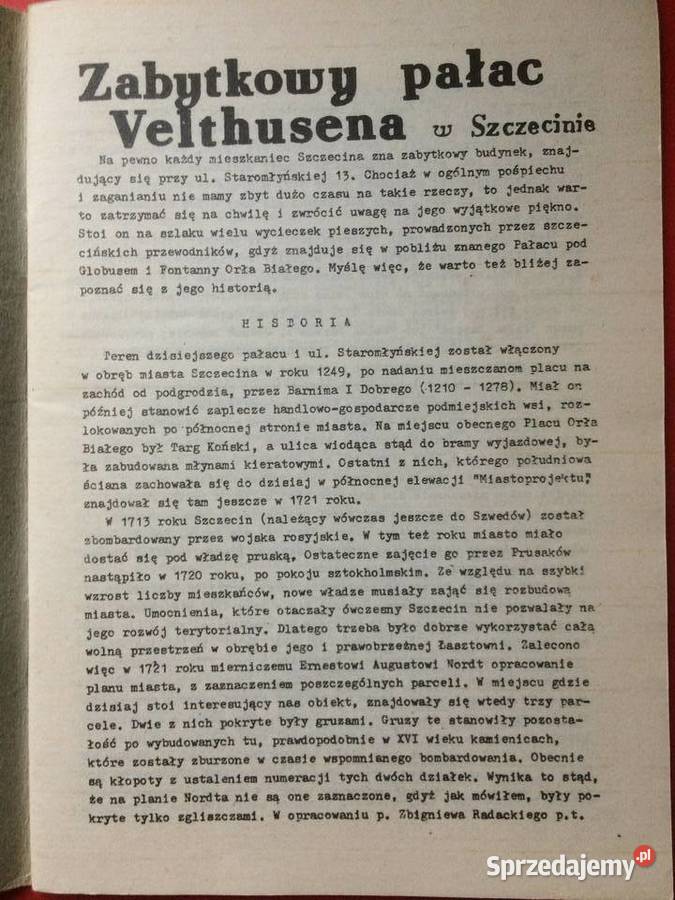 Zabytkowy pałac
Velthusena w Szczecinie
Na pewno każdy mieszkaniec Szczecina zna zabytkowy budynek, znaj-
dujący się przy ul. Staromłyńskiej 13. Chociaż w ogólnym pośpiechu
i zaganianiu nie mamy zbyt dużo czasu na takie rzeczy, to jednak war-
to zatrzymać się na chwilę i zwrócić uwagę na jego wyjątkowe piękno.
Stoi on na szlaku wielu wycieczek pieszych, prowadzonych przez szcze-
cińskich przewodników, gdyż znajduje się w pobliżu znanego Pałacu pod
Globusem i Fontanny Orła Białego. Myślę więc, że warto też bliżej za-
poznać się z jego historią.
HISTORIA
Teren dzisiejszego pałacu i ul. Staromłyńskiej został włączony
w obręb miasta Szczecina w roku 1249, po nadaniu mieszczanom placu na
zachód od podgrodzia, przez Barnima I Dobrego (1210 - 1278). Miał on
później stanowić zaplecze handlowo-gospodarcze podmiejskich wsi, roz-
lokowanych po północnej stronie miasta. Na miejscu obecnego Placu Orła
Białego był Targ Koński, a ulica wiodąca stąd do bramy wyjazdowej, by-
ła zabudowana młynami kieratowymi. Ostatni z nich, którego południowa
ściana zachowała się do dzisiaj w północnej elewacji "Miastoprojektu",
znajdował się tam jeszcze w 1721 roku.
W 1713 roku Szczecin (należący wówczas jeszcze do Szwedów) został
zbombardowany przez wojska rosyjskie. W tym też roku miasto miało
dostać się pod władzę pruską. Ostateczne zajęcie go przez Prusaków
nastąpiło w 1720 roku, po pokoju sztokholmskim. Ze względu na szybki
wzrost liczby mieszkańców, nowe władze musiały zająć się rozbudową
miasta. Umocnienia, które otaczały ówczesny Szczecin nie pozwalały na
jego rozwój terytorialny. Dlatego trzeba było dobrze wykorzystać całą
wolną przestrzeń w obrębie jego i prawobrzeżnej Łasztowni. Zalecono
więc w 1721 roku mierniczemu Ernestowi Augustowi Nordt opracowanie
planu miasta, z zaznaczeniem poszczególnych parceli. W miejscu gdzie
dzisiaj stoi interesujący nas obiekt, znajdowały się wtedy trzy par-
cele. Dwie z nich pokryte były gruzami. Gruzy te stanowiły pozosta-
łość po wybudowanych tu, prawdopodobnie w XVI wieku kamienicach,
które zostały zburzone w czasie wspomnianego bombardowania. Obecnie
są kłopoty z ustaleniem numeracji tych dwóch działek. Wynika to stąd,
że na planie Nordta nie są one zaznaczone, gdyż jak mówiłem, były po-
kryte tylko zgliszczami. W opracowaniu p. Zbigniewa Radackiego p.t.
Sprzedajemy.pl